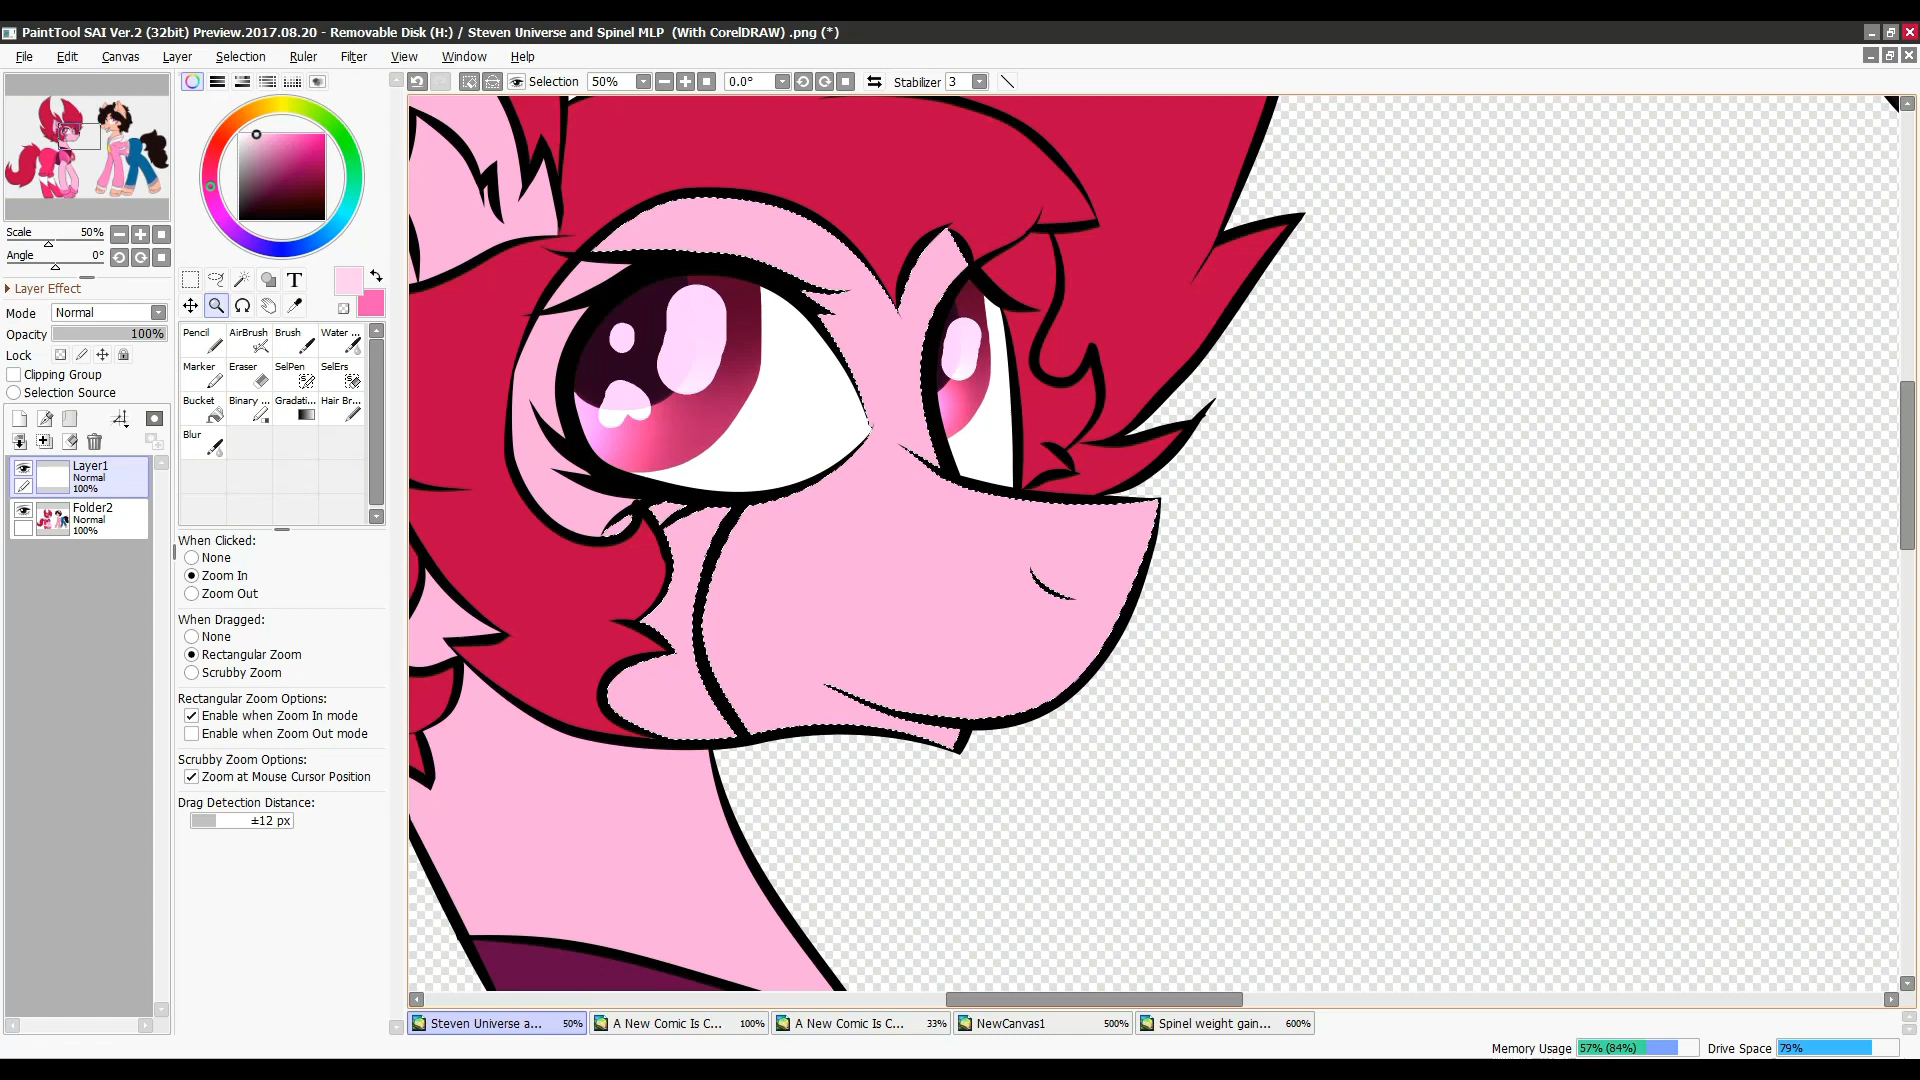 PaintTool SAI Ver.2 (32bit) Preview.2017.08.20 - Removable Disk (H:) / Steven Universe and Spinel MLP (With CorelDRAW) .png (*)
File Edit Canvas Layer Selection Ruler Filter View Window Help
Selection 50% 0.0° Stabilizer 3
Scale 50%
Angle 0°
Layer Effect
Mode Normal
Opacity 100%
Lock
Clipping Group
Selection Source
Layer1
Normal
100%
Folder2
Normal
100%
T
Pencil AirBrush Brush Water ...
Marker Eraser SelPen SelErs
Bucket Binary ... Gradati... Hair Br...
Blur
When Clicked:
None
Zoom In
Zoom Out
When Dragged:
None
Rectangular Zoom
Scrubby Zoom
Rectangular Zoom Options:
Enable when Zoom In mode
Enable when Zoom Out mode
Scrubby Zoom Options:
Zoom at Mouse Cursor Position
Drag Detection Distance:
±12 px
Steven Universe a... 50% A New Comic Is C... 100% A New Comic Is C... 33% NewCanvas1 500% Spinel weight gain... 600%
Memory Usage 57% (84%) Drive Space 79%